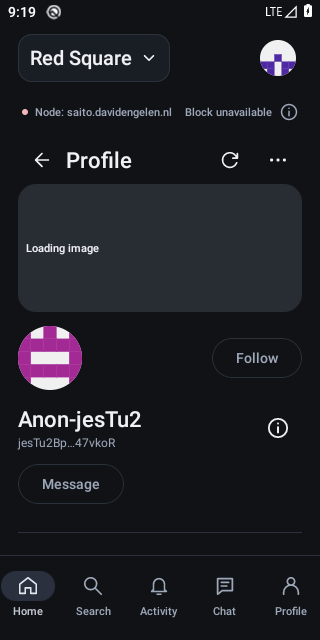 9:19
LTE
Red Square
Node: saito.davidengelen.nl Block unavailable
Profile
Loading image
Follow
Anon-jesTu2
jesTu2Bp...47vkoR
Message
Home Search Activity Chat Profile